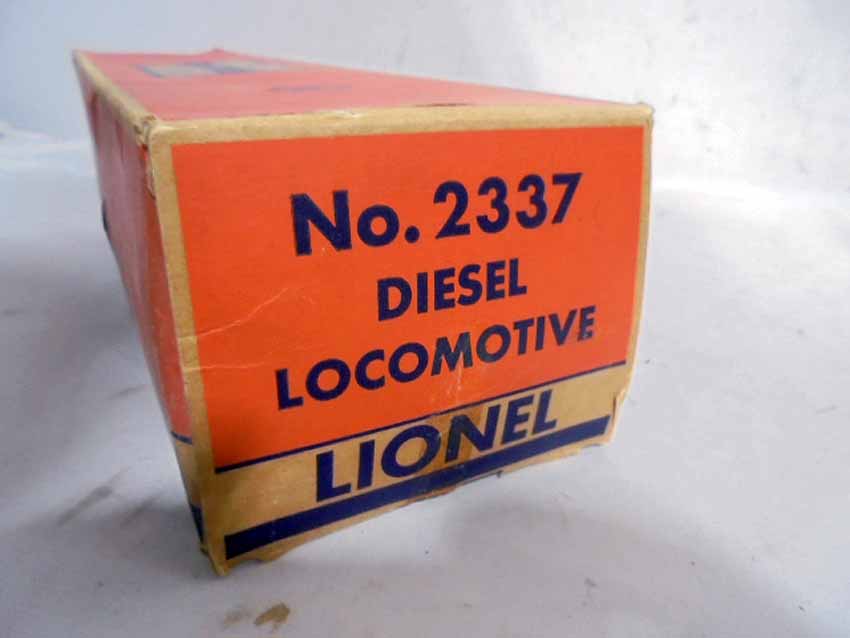 No. 2337
DIESEL
LOCOMOTIVE
LIONEL